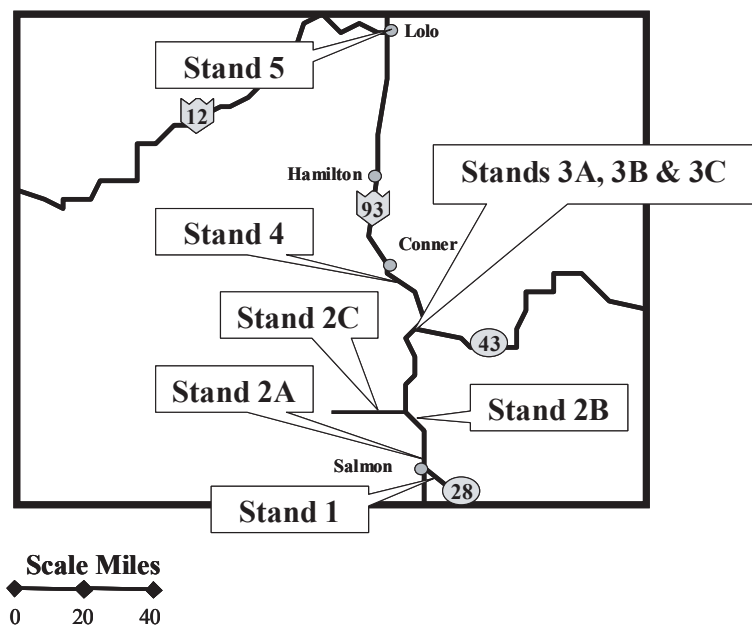 Lolo
Stand 5
12
Stands 3A, 3B & 3C
Hamilton
93
Stand 4
Conner
Stand 2C
43
Stand 2A
Stand 2B
Salmon
28
Stand 1
Scale Miles
0 20 40